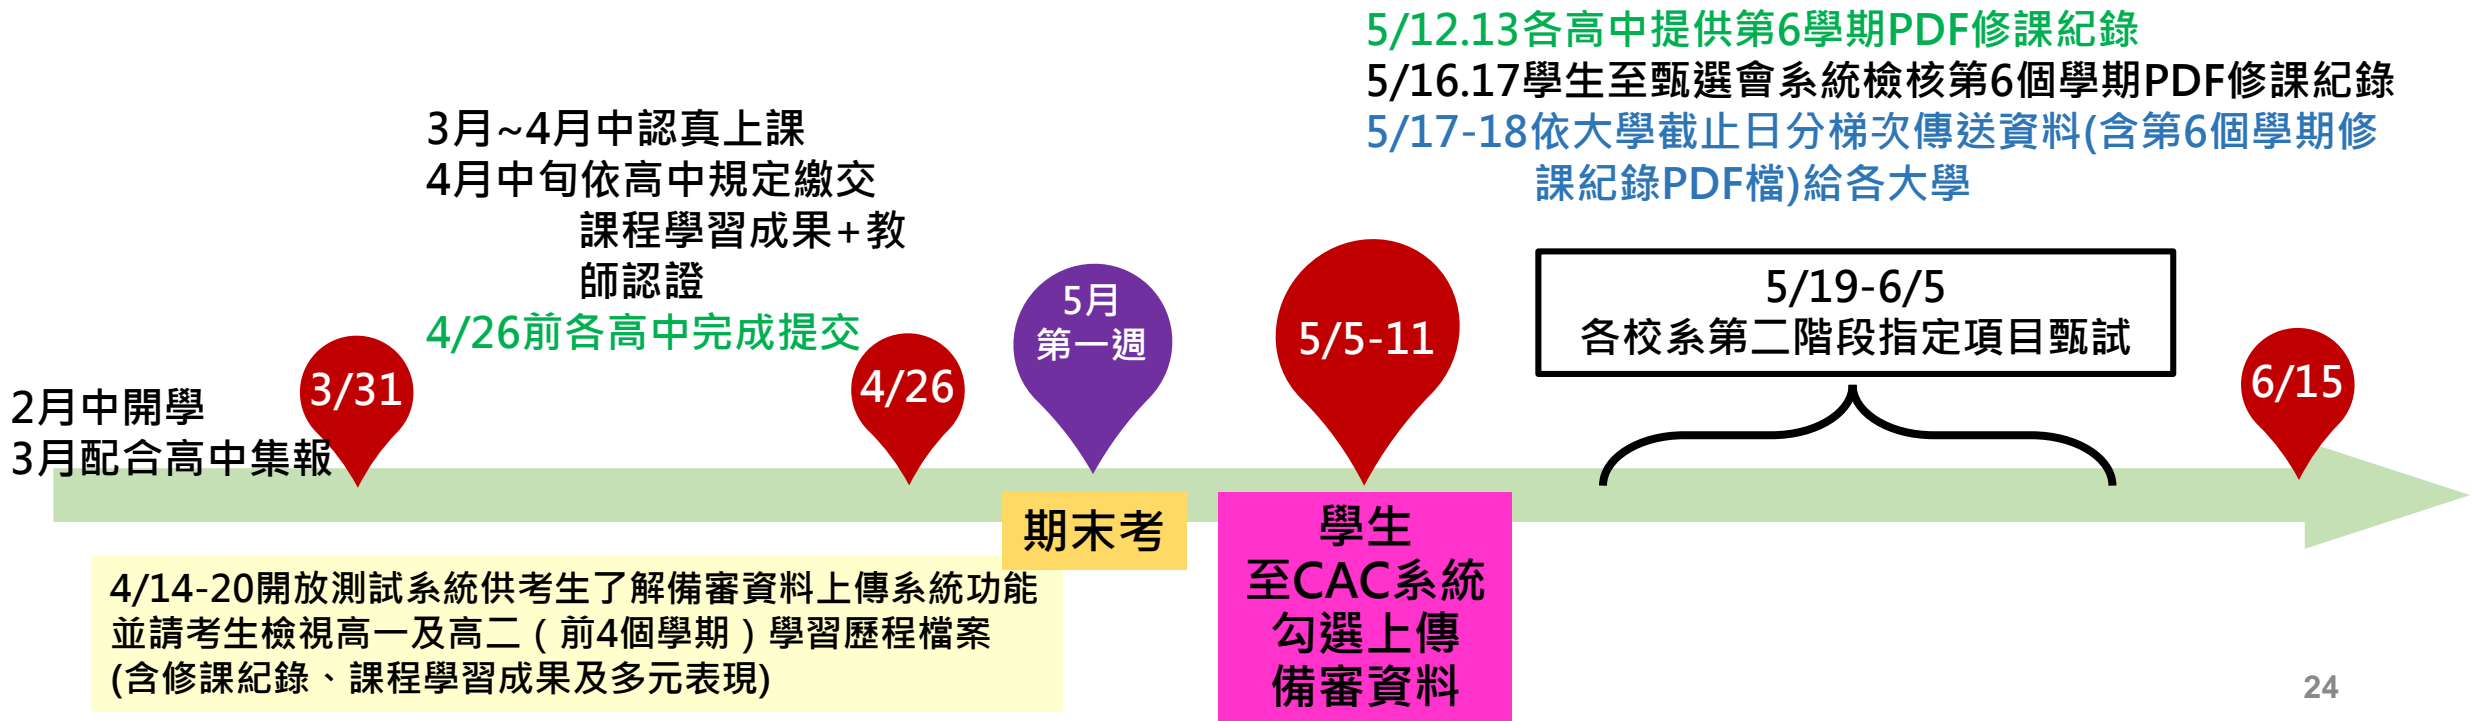 5/12.13各高中提供第6學期PDF修課紀錄
5/16.17學生至甄選會系統檢核第6個學期PDF修課紀錄
5/17-18依大學截止日分梯次傳送資料(含第6個學期修
課紀錄PDF檔)給各大學
3月~4月中認真上課
4月中旬依高中規定繳交
課程學習成果+教
師認證
4/26前各高中完成提交
2月中開學
3月配合高中集報
3/31
4/26
5月
第一週
5/5-11
5/19-6/5
各校系第二階段指定項目甄試
6/15
期末考
學生
至CAC系統
勾選上傳
備審資料
4/14-20開放測試系統供考生了解備審資料上傳系統功能
並請考生檢視高一及高二（前4個學期）學習歷程檔案
(含修課紀錄、課程學習成果及多元表現)
24